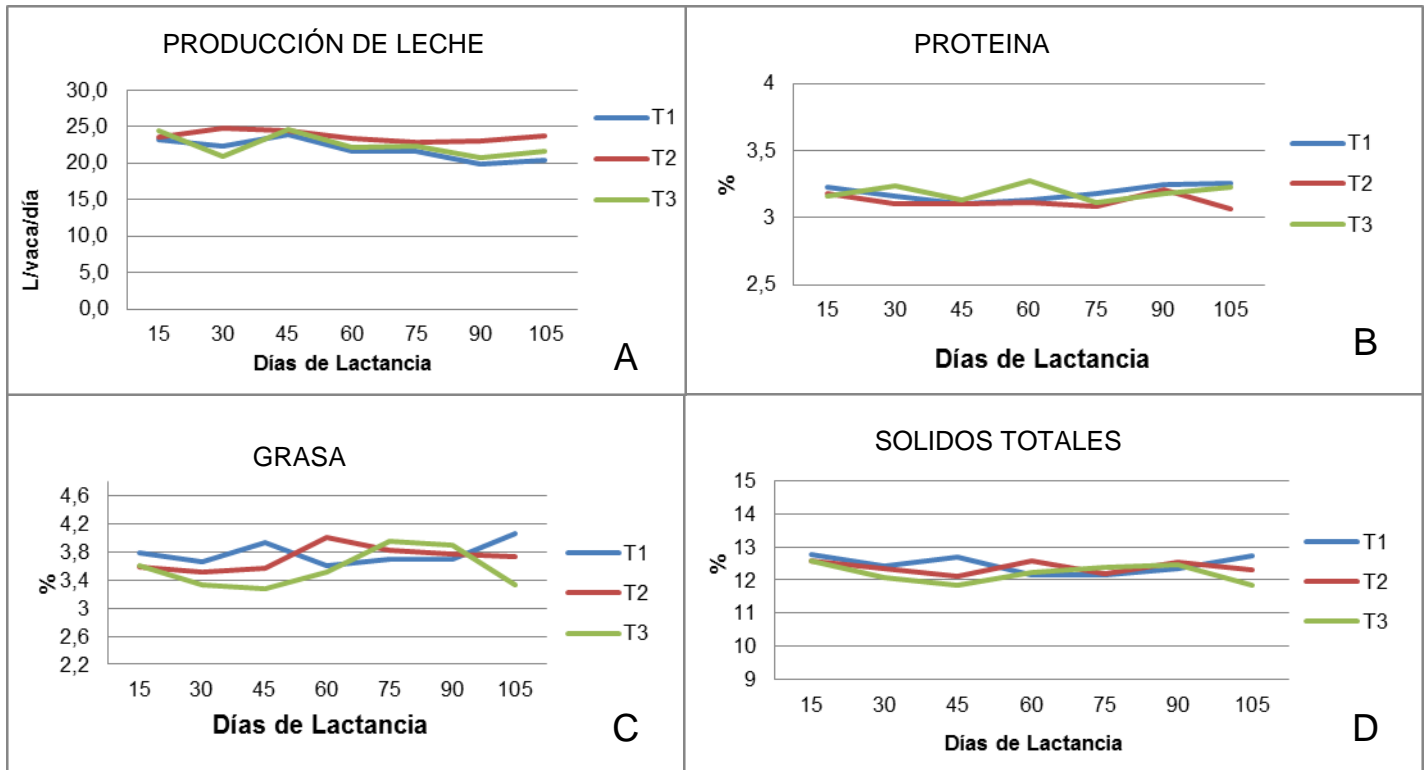 PRODUCCIÓN DE LECHE
30,0
25,0
20,0
15,0
10,0
5,0
0,0
L/vaca/día
15 30 45 60 75 90 105
Días de Lactancia
T1
T2
T3
A
PROTEINA
4
3,5
3
2,5
%
15 30 45 60 75 90 105
Días de Lactancia
T1
T2
T3
B
GRASA
4,6
4,2
3,8
3,4
3
2,6
2,2
%
15 30 45 60 75 90 105
Días de Lactancia
T1
T2
T3
C
SOLIDOS TOTALES
15
14
13
12
11
10
9
%
15 30 45 60 75 90 105
Días de Lactancia
T1
T2
T3
D